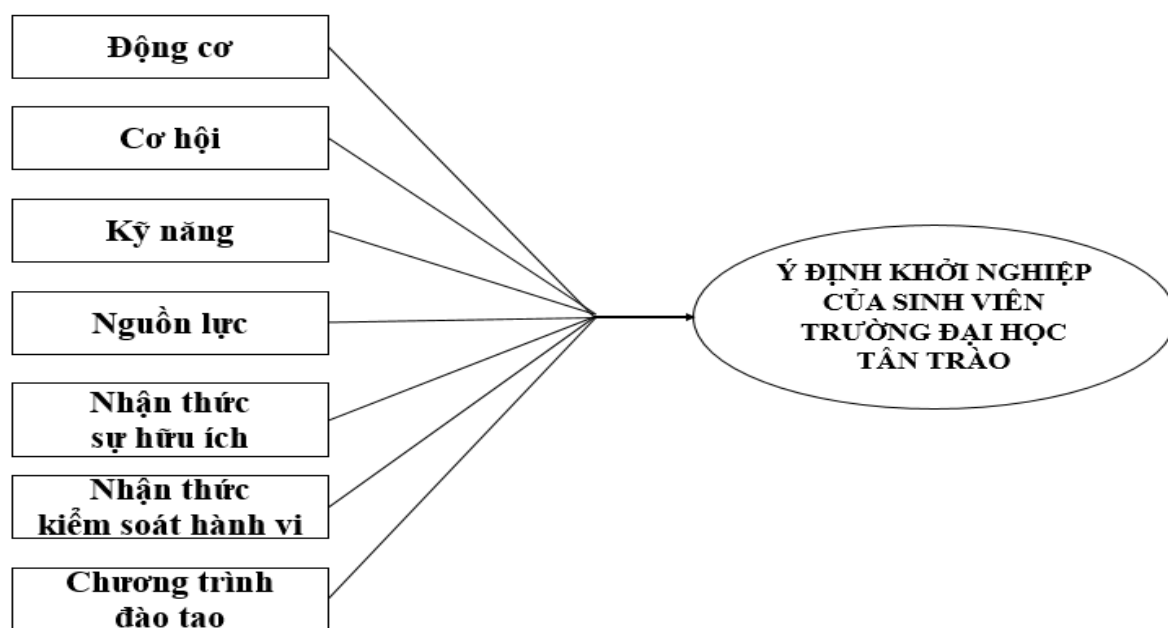 Động cơ
Cơ hội
Kỹ năng
Nguồn lực
Nhận thức
sự hữu ích
Nhận thức
kiểm soát hành vi
Chương trình
đào tạo
Ý ĐỊNH KHỞI NGHIỆP
CỦA SINH VIÊN
TRƯỜNG ĐẠI HỌC
TÂN TRÀO